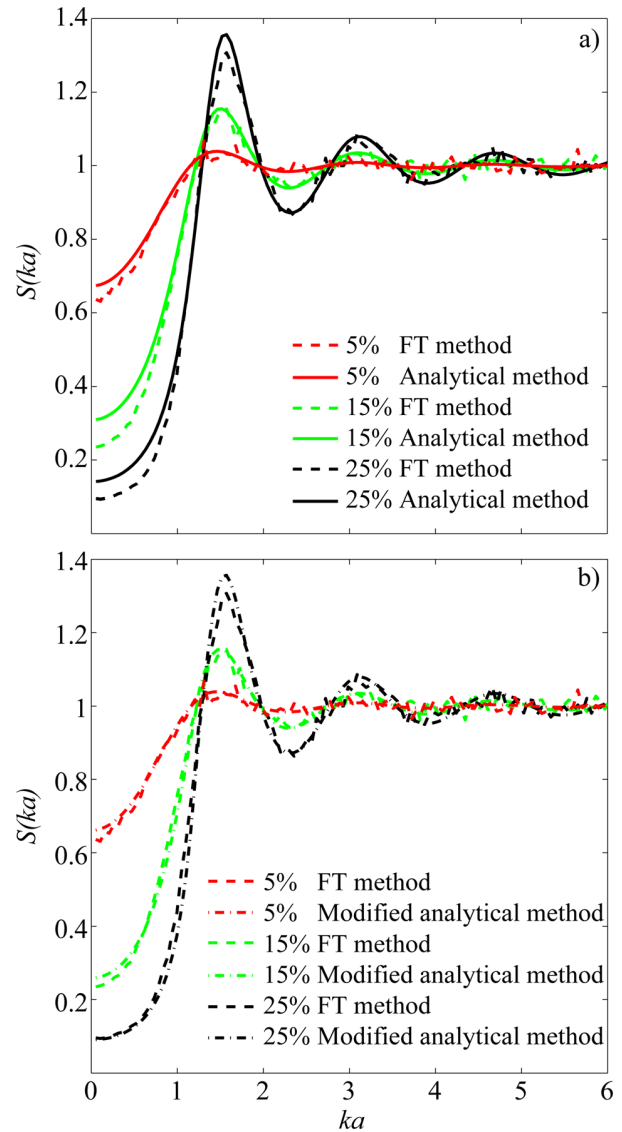 1.4
a)
1.2
1
0.8
S(ka)
0.6
5% FT method
5% Analytical method
0.4
15% FT method
15% Analytical method
0.2
25% FT method
25% Analytical method
1.4
b)
1.2
1
0.8
S(ka)
0.6
5% FT method
5% Modified analytical method
0.4
15% FT method
15% Modified analytical method
0.2
25% FT method
25% Modified analytical method
0 1 2 3 4 5 6
ka